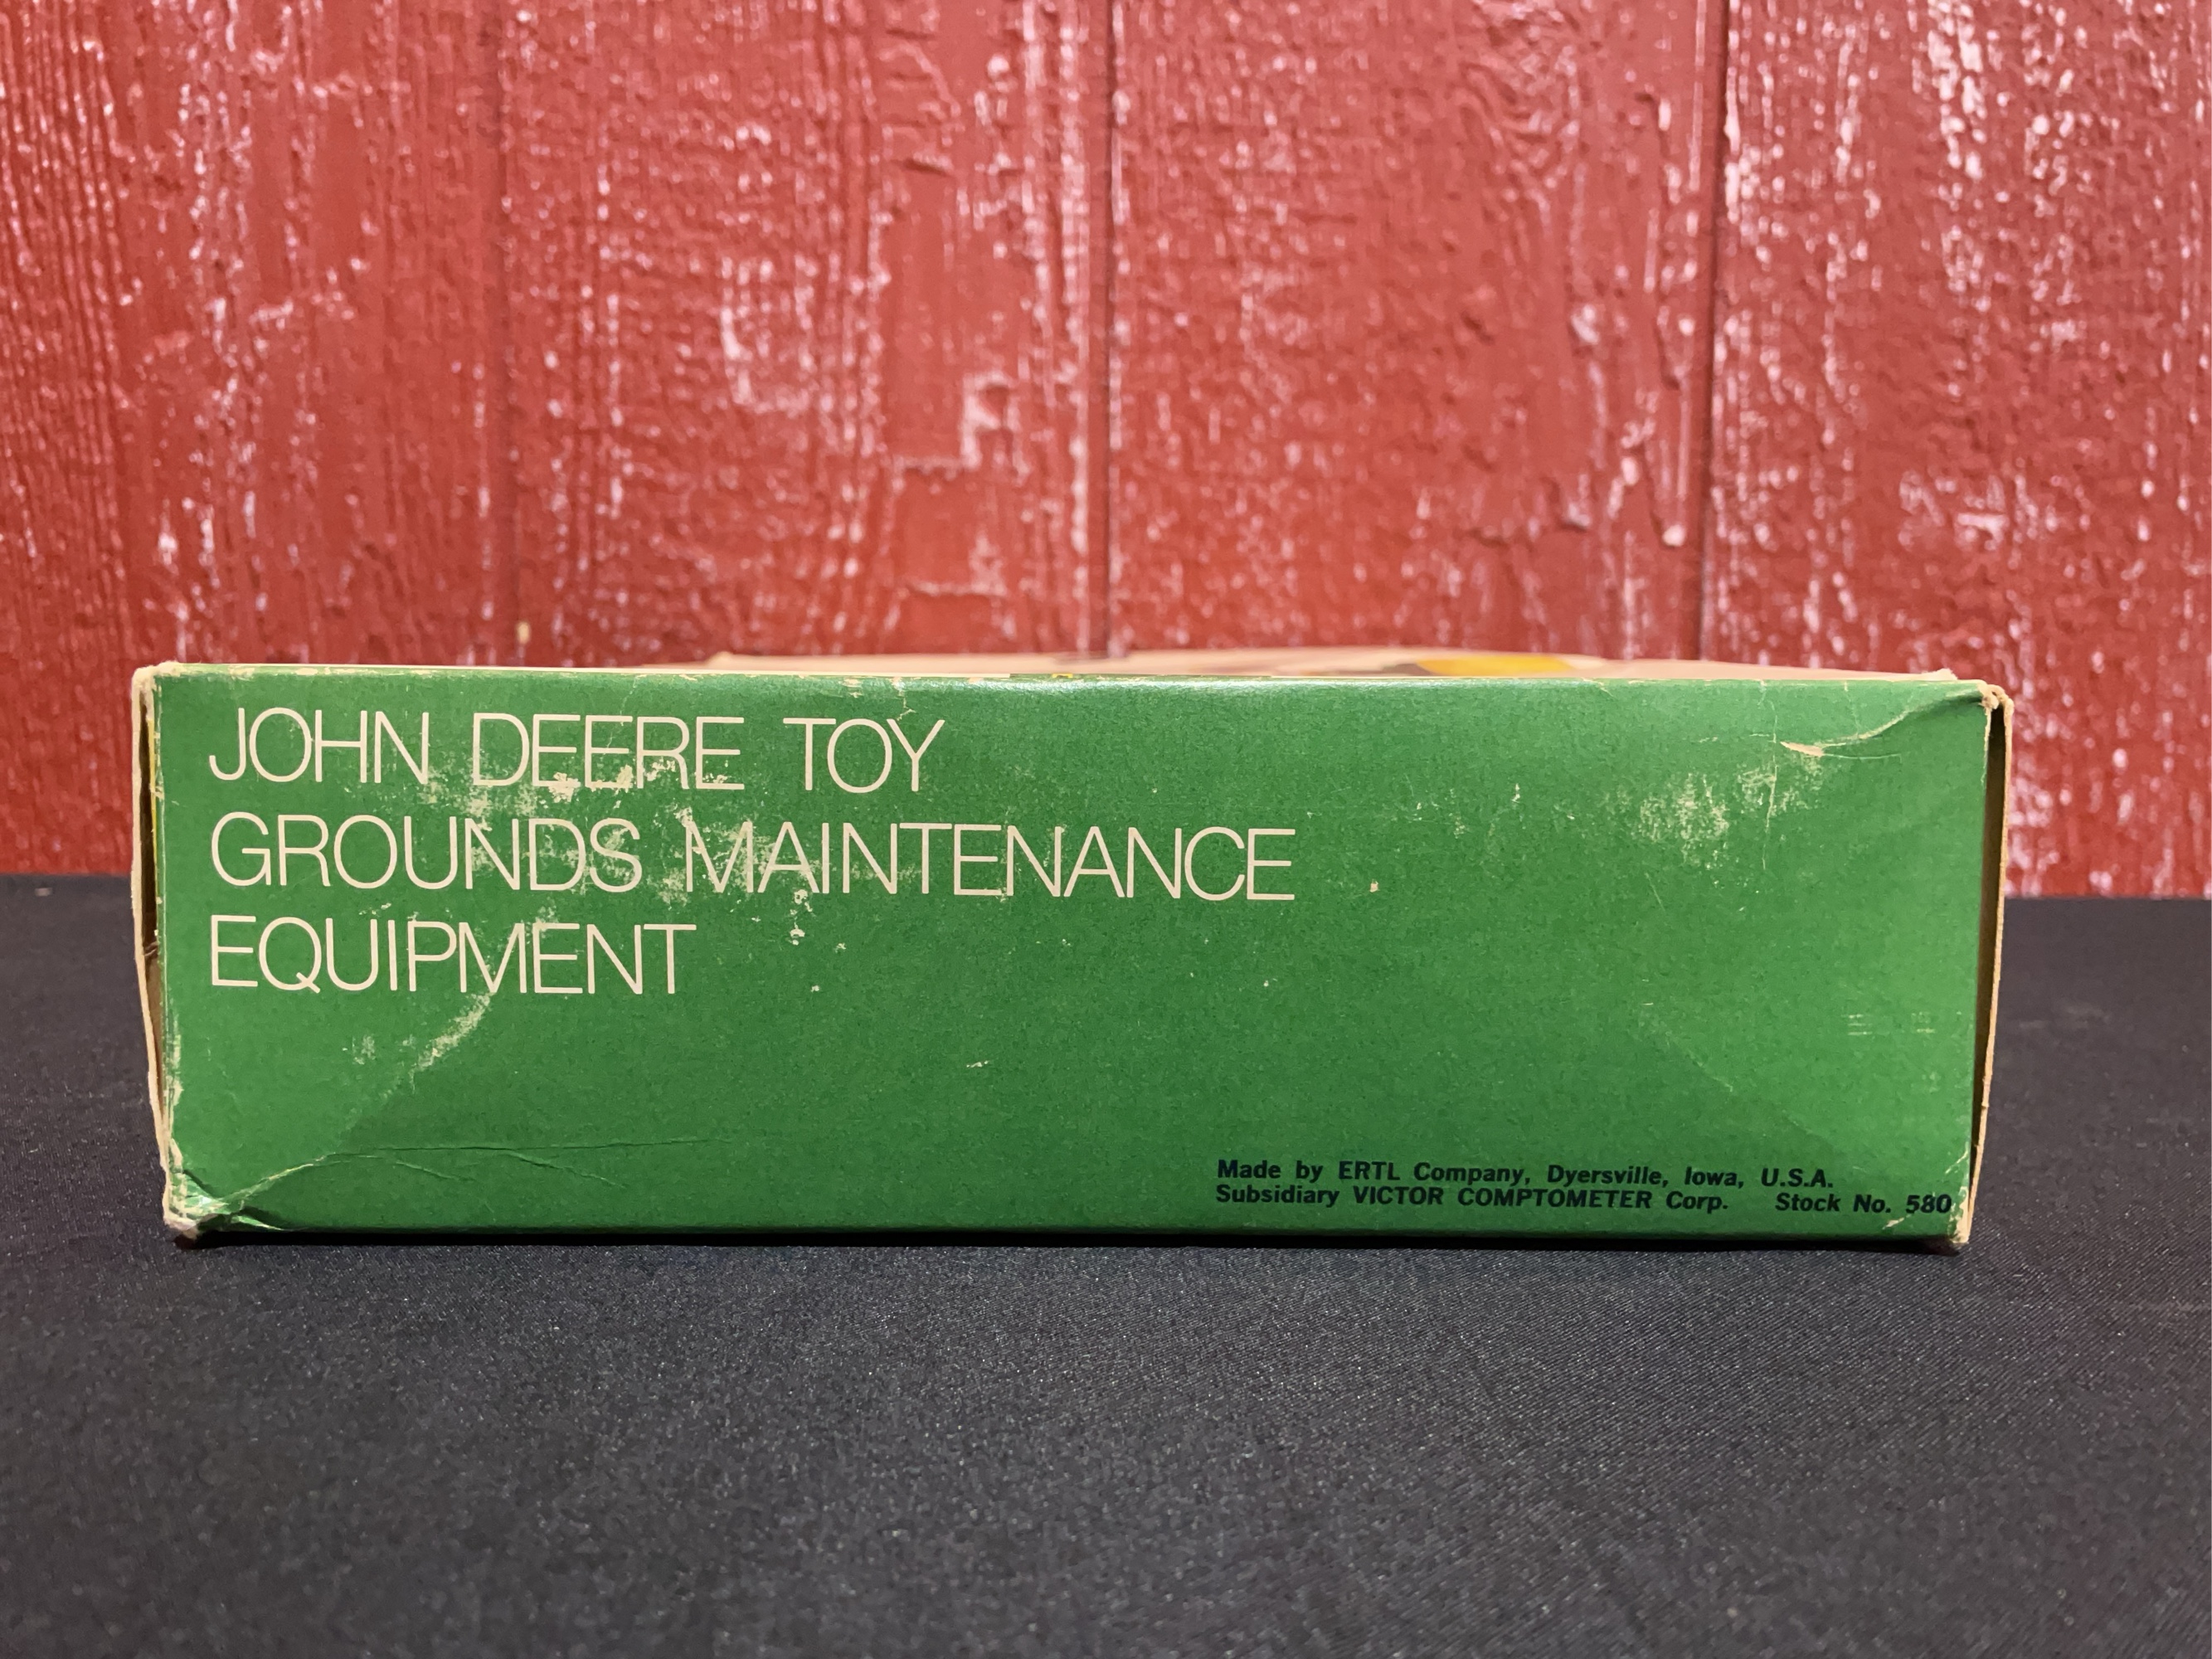 JOHN DEERE TOY
GROUNDS MAINTENANCE
EQUIPMENT
Made by ERTL Company, Dyersville, Iowa, U.S.A.
Subsidiary VICTOR COMPTOMETER Corp. Stock No. 580